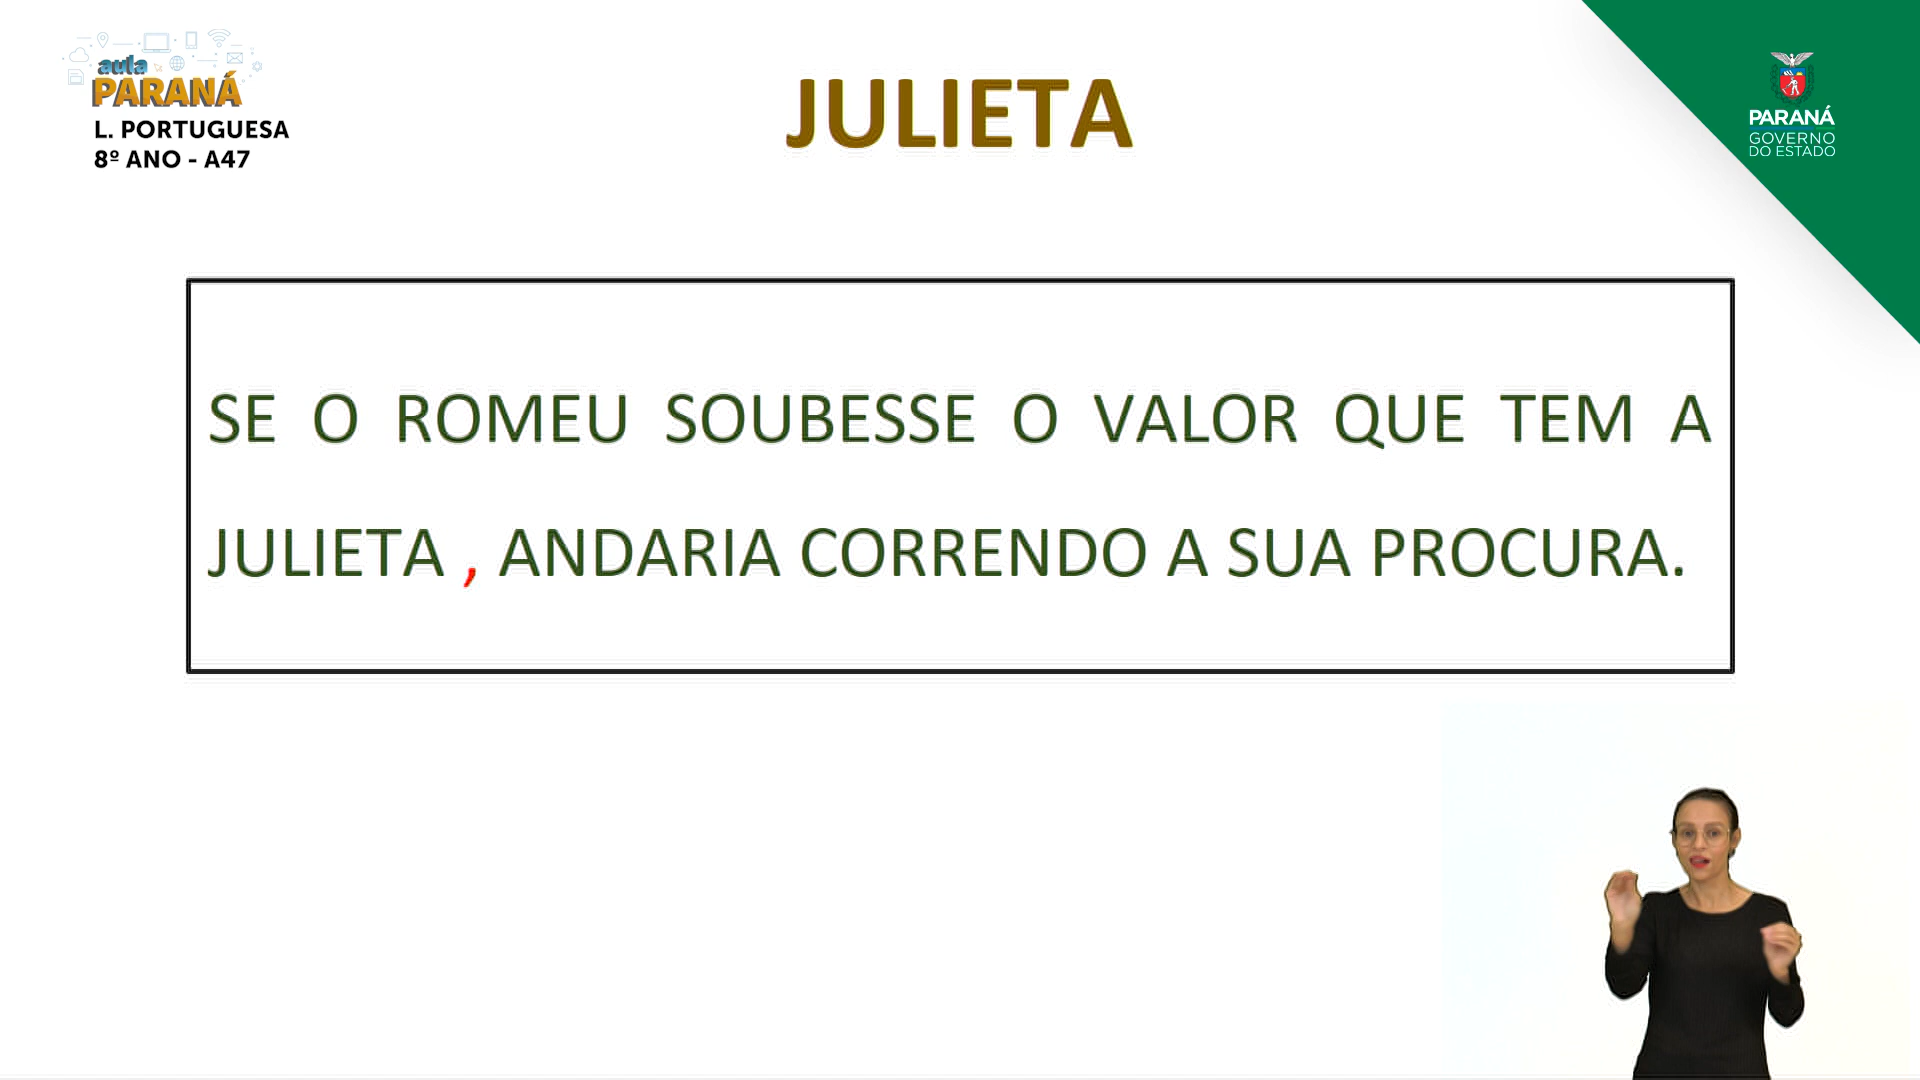 aula
PARANÁ
L. PORTUGUESA
8º ANO - A47
JULIETA
PARANÁ
GOVERNO
DO ESTADO
SE O ROMEU SOUBESSE O VALOR QUE TEM A
JULIETA , ANDARIA CORRENDO A SUA PROCURA.